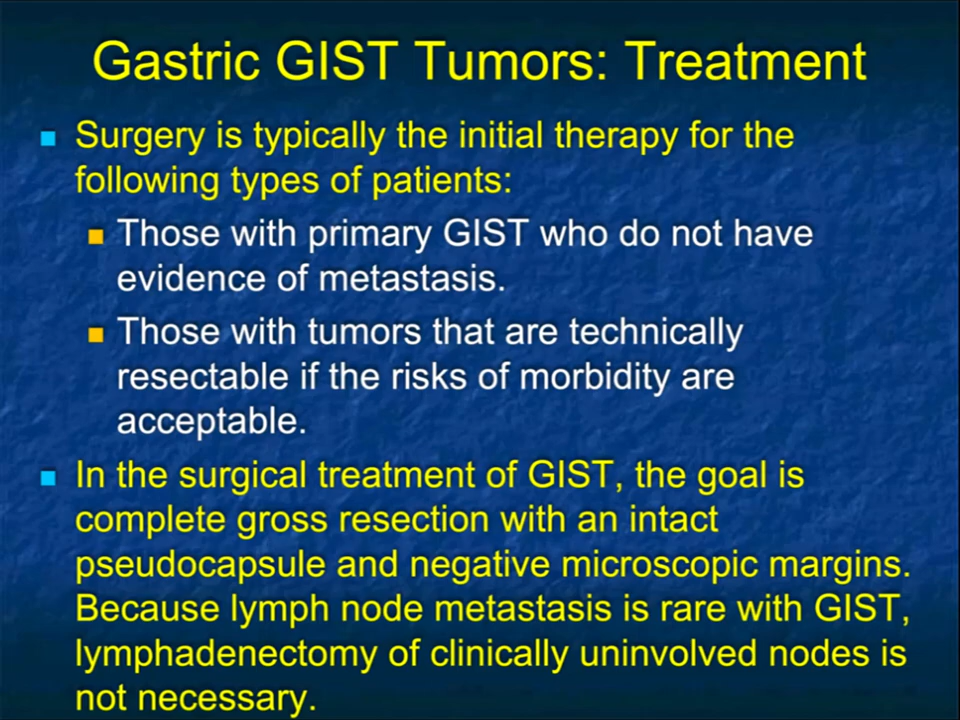 Gastric GIST Tumors: Treatment
Surgery is typically the initial therapy for the
following types of patients:
Those with primary GIST who do not have
evidence of metastasis.
Those with tumors that are technically
resectable if the risks of morbidity are
acceptable.
In the surgical treatment of GIST, the goal is
complete gross resection with an intact
pseudocapsule and negative microscopic margins.
Because lymph node metastasis is rare with GIST,
lymphadenectomy of clinically uninvolved nodes is
not necessary.